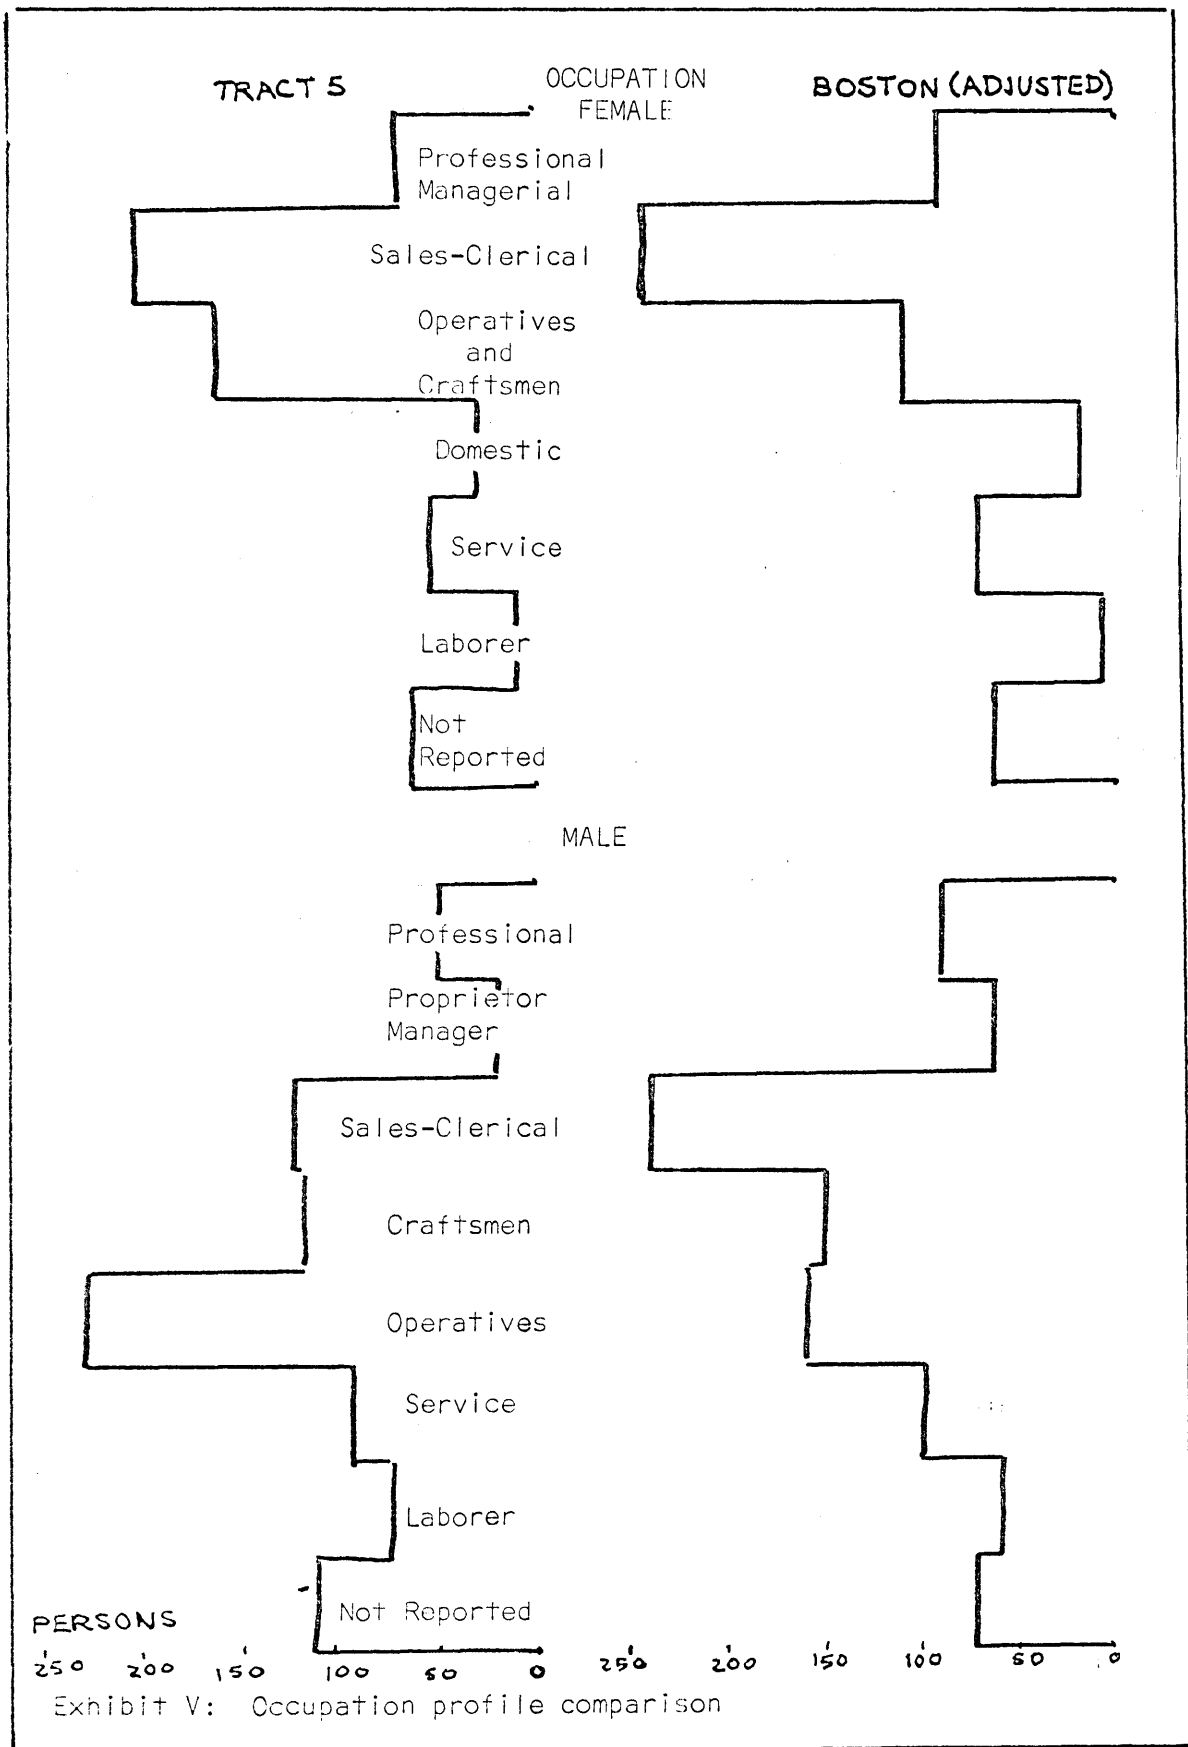 TRACT 5
OCCUPATION
FEMALE
BOSTON (ADJUSTED)
Professional
Managerial
Sales-Clerical
Operatives
and
Craftsmen
Domestic
Service
Laborer
Not
Reported
MALE
Professional
Proprietor
Manager
Sales-Clerical
Craftsmen
Operatives
Service
Laborer
Not Reported
PERSONS
250 200 150 100 50 0 250 200 150 100 50 0
Exhibit V: Occupation profile comparison